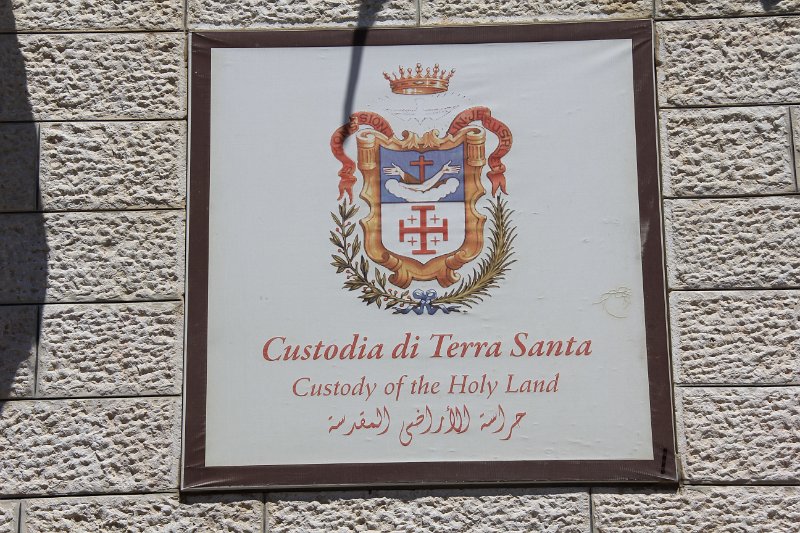 Custodia di Terra Santa
Custody of the Holy Land
حراسة الأراضي المقدسة